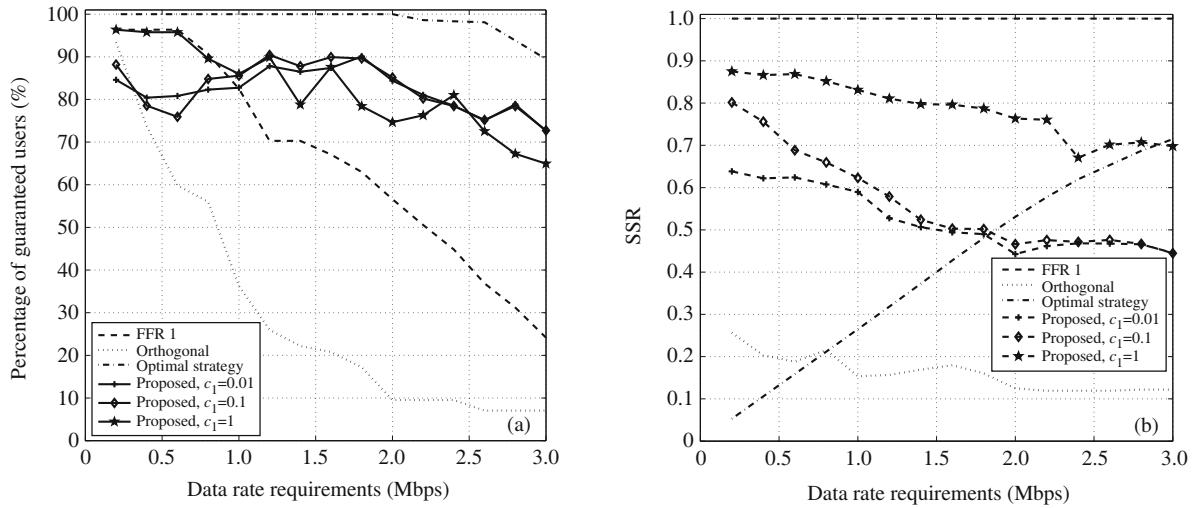 Percentage of guaranteed users (%)
100
90
80
70
60
50
40
30
20
10
0
FFR 1
Orthogonal
Optimal strategy
Proposed, c1=0.01
Proposed, c1=0.1
Proposed, c1=1
(a)
0
0.5
1.0
1.5
2.0
2.5
3.0
Data rate requirements (Mbps)
SSR
1.0
0.9
0.8
0.7
0.6
0.5
0.4
0.3
0.2
0.1
0
FFR 1
Orthogonal
Optimal strategy
Proposed, c1=0.01
Proposed, c1=0.1
Proposed, c1=1
(b)
0
0.5
1.0
1.5
2.0
2.5
3.0
Data rate requirements (Mbps)